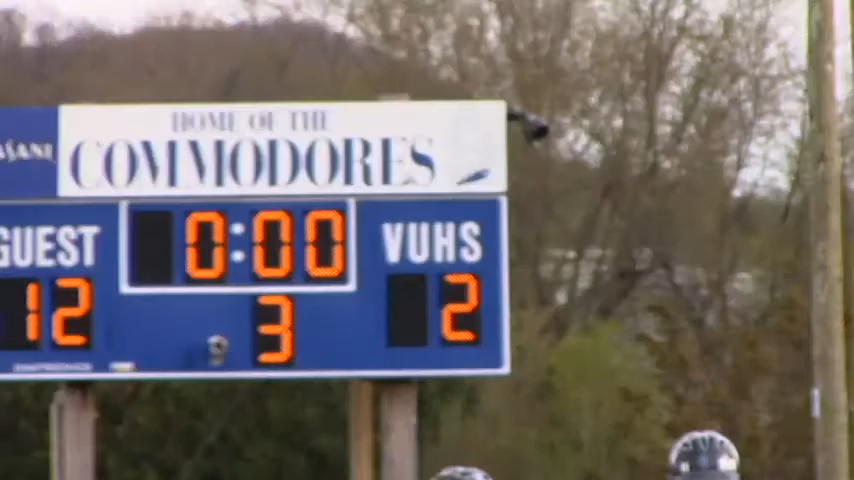 HOME OF THE
COMMODORES
GUEST 0:00 VUHS
12 3 2